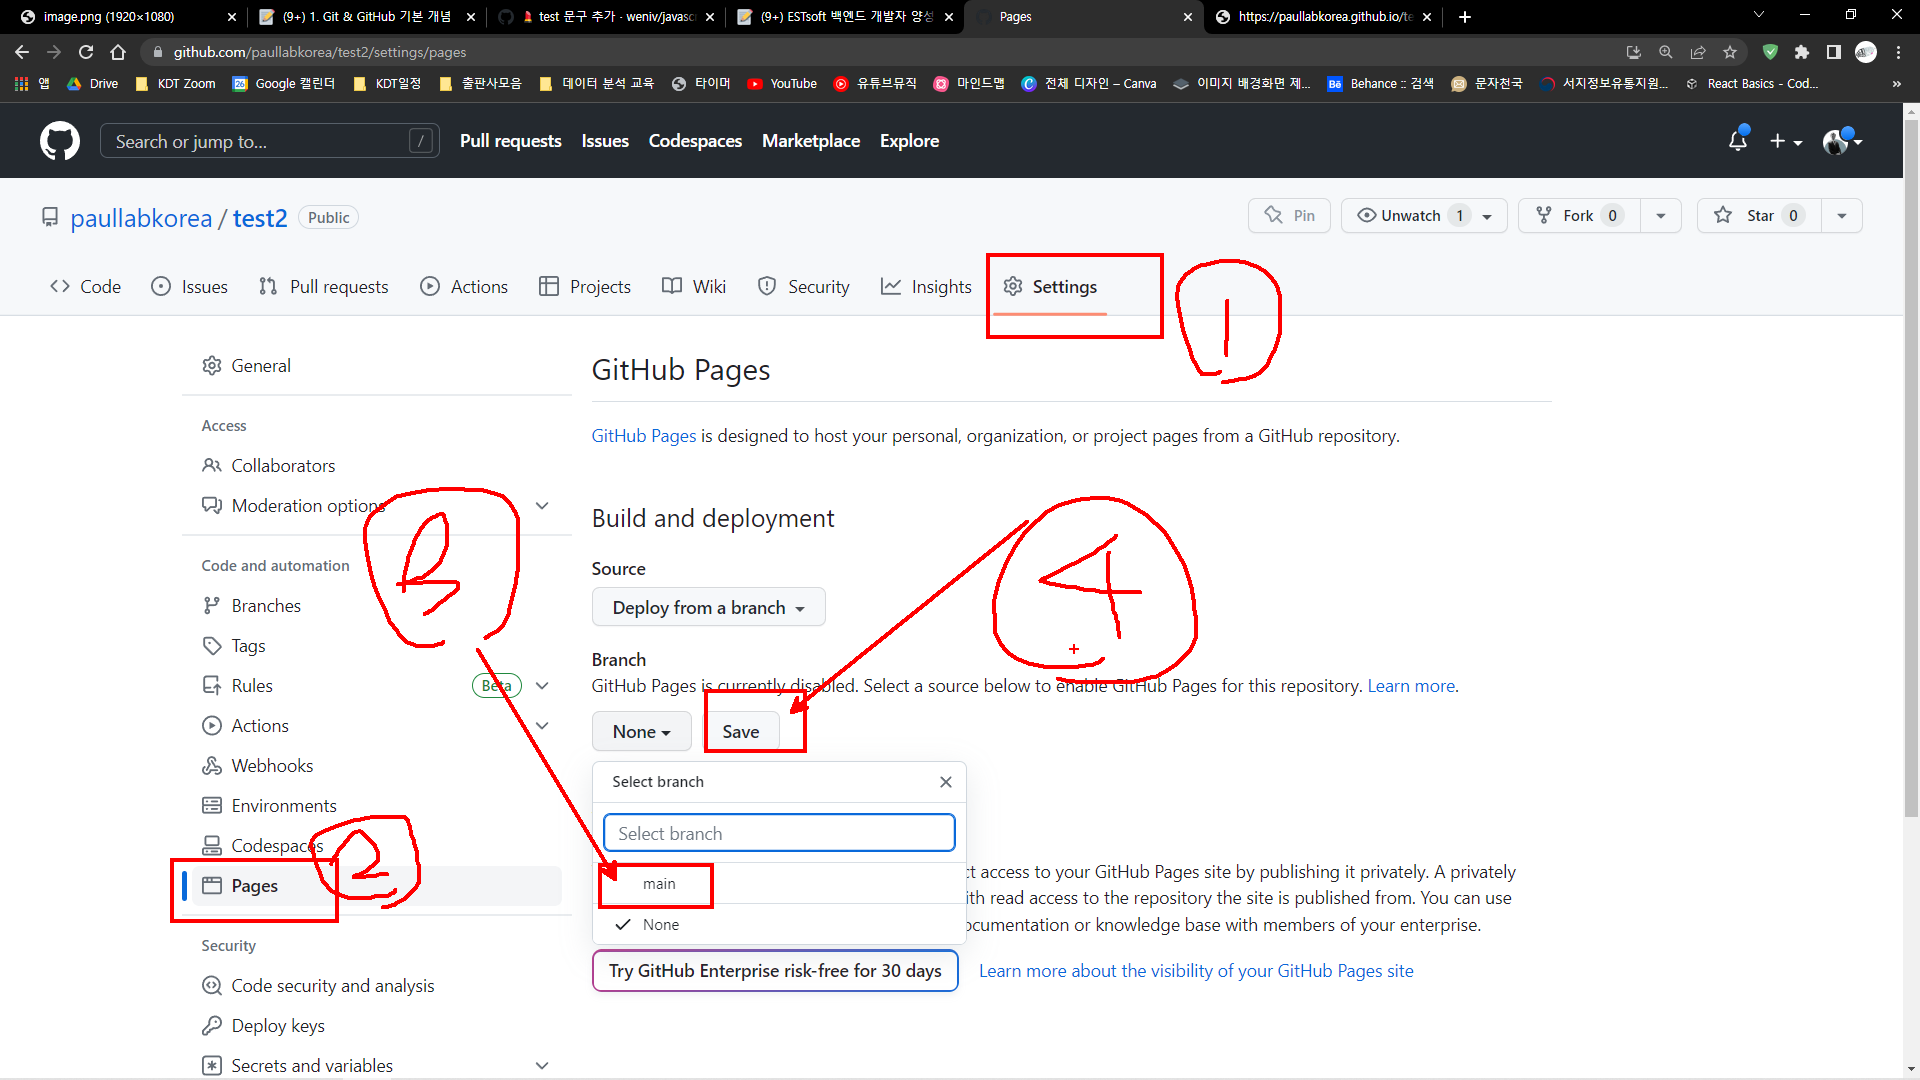 image.png (1920×1080)
(9+) 1. Git & GitHub 기본 개념
test 문구 추가 · weniv/javasc
(9+) ESTsoft 백엔드 개발자 양성
Pages
https://paullabkorea.github.io/te
github.com/paullabkorea/test2/settings/pages
앱
Drive
KDT Zoom
Google 캘린더
KDT일정
출판사모음
데이터 분석 교육
타이머
YouTube
유튜브뮤직
마인드맵
전체 디자인 – Canva
이미지 배경화면 제...
Behance :: 검색
문자천국
서지정보유통지원...
React Basics - Cod...
Search or jump to...
/
Pull requests
Issues
Codespaces
Marketplace
Explore
paullabkorea / test2
Public
Pin
Unwatch 1
Fork 0
Star 0
Code
Issues
Pull requests
Actions
Projects
Wiki
Security
Insights
Settings
1
General
Access
Collaborators
Moderation options
3
Code and automation
Branches
Tags
Rules
Beta
Actions
Webhooks
Environments
Codespaces
2
Pages
Security
Code security and analysis
Deploy keys
Secrets and variables
GitHub Pages
GitHub Pages is designed to host your personal, organization, or project pages from a GitHub repository.
Build and deployment
4
Source
Deploy from a branch
Branch
GitHub Pages is currently disabled. Select a source below to enable GitHub Pages for this repository. Learn more.
None
Save
Select branch
Select branch
main
None
ct access to your GitHub Pages site by publishing it privately. A privately
ith read access to the repository the site is published from. You can use
ocumentation or knowledge base with members of your enterprise.
Try GitHub Enterprise risk-free for 30 days
Learn more about the visibility of your GitHub Pages site